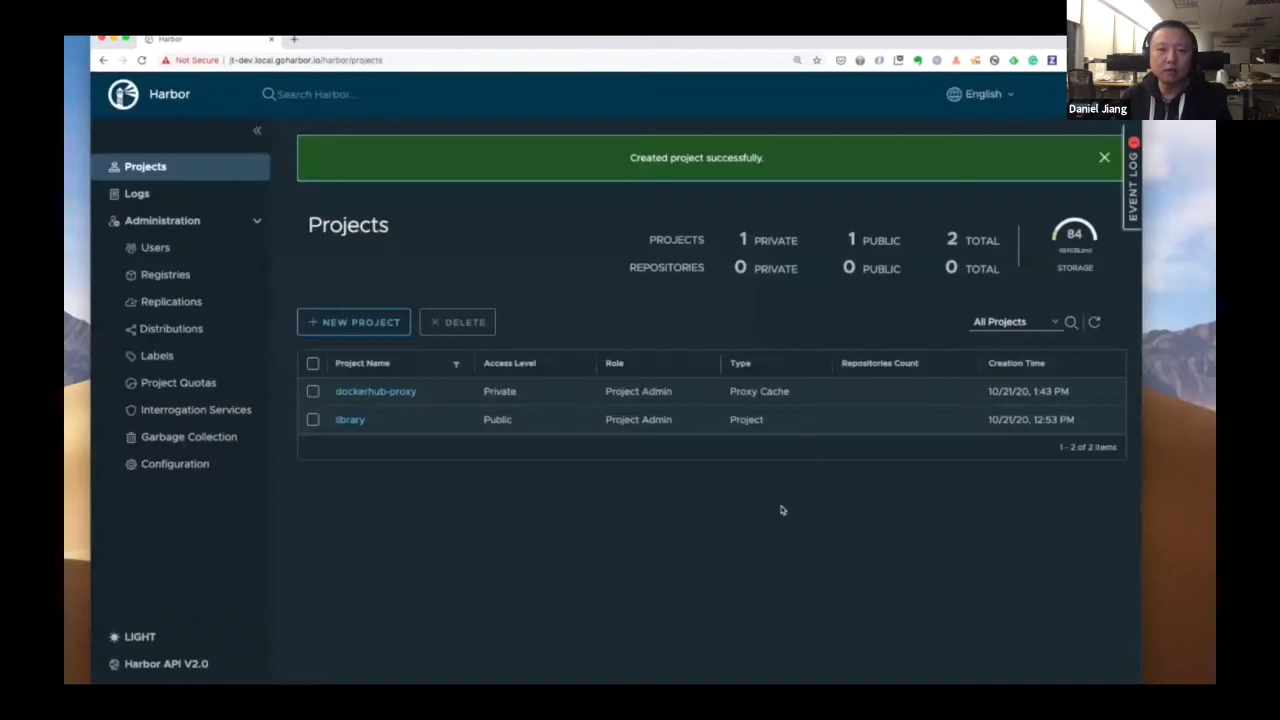 Harbor
Not Secure | jt-dev.local.goharbor.io/harbor/projects
Harbor
Search Harbor...
English
Daniel Jiang
Projects
Logs
Administration
Users
Registries
Replications
Distributions
Labels
Project Quotas
Interrogation Services
Garbage Collection
Configuration
LIGHT
Harbor API V2.0
Created project successfully.
EVENT LOG
Projects
PROJECTS 1 PRIVATE 1 PUBLIC 2 TOTAL
REPOSITORIES 0 PRIVATE 0 PUBLIC 0 TOTAL
84
STORAGE
+ NEW PROJECT
× DELETE
All Projects
Project Name Access Level Role Type Repositories Count Creation Time
dockerhub-proxy Private Project Admin Proxy Cache 10/21/20, 1:43 PM
library Public Project Admin Project 10/21/20, 12:53 PM
1 - 2 of 2 items